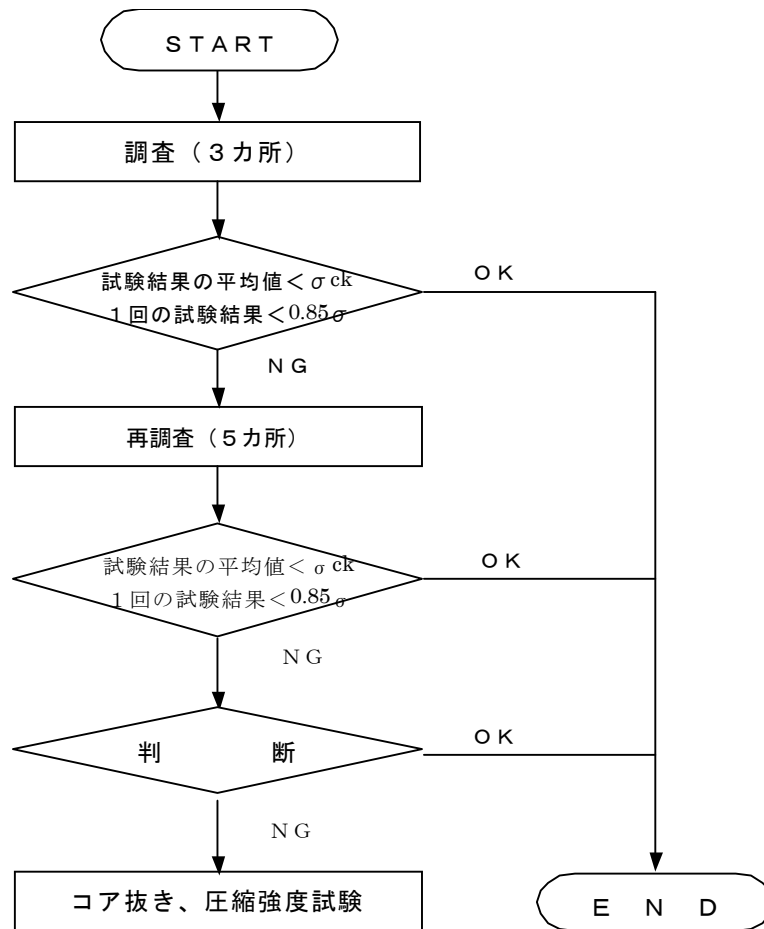 ＳＴＡＲＴ
調査（３カ所）
試験結果の平均値＜σck
１回の試験結果＜0.85σ
ＯＫ
ＮＧ
再調査（５カ所）
試験結果の平均値＜σck
１回の試験結果＜0.85σ
ＯＫ
ＮＧ
判　断
ＯＫ
ＮＧ
コア抜き、圧縮強度試験
ＥＮＤ